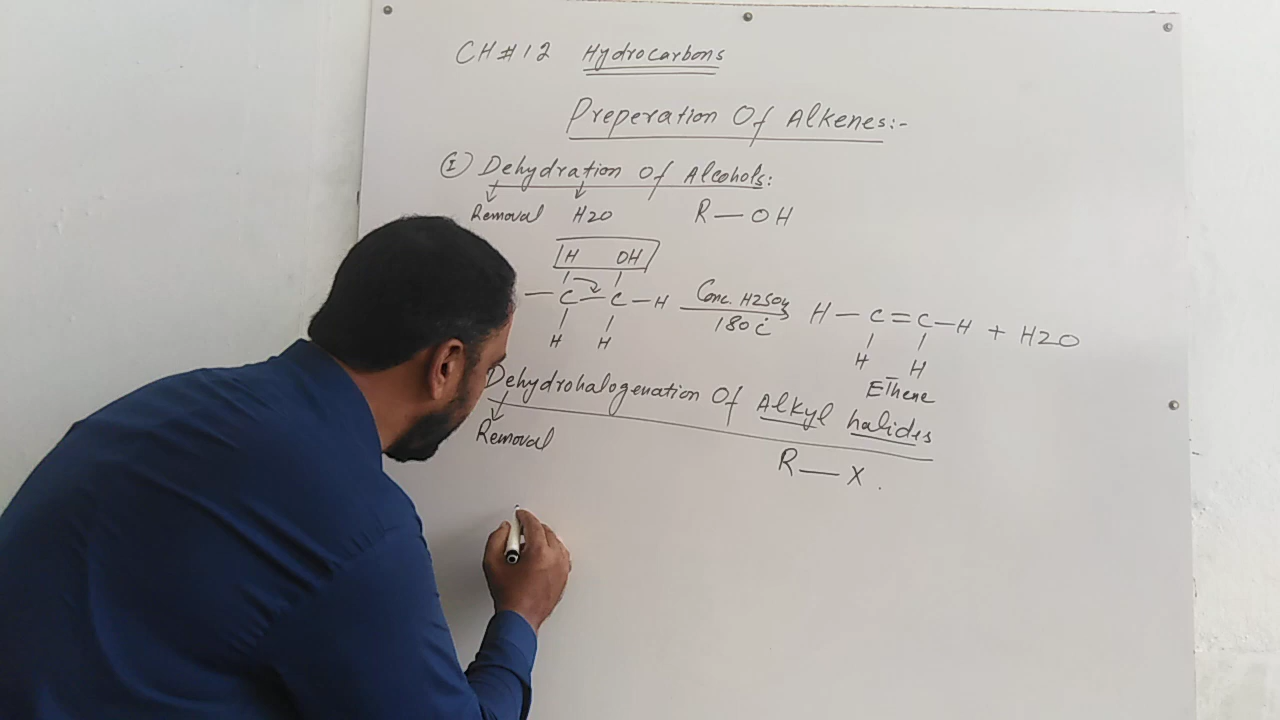 CH#12 Hydrocarbons
Preperation Of Alkenes:-
(I) Dehydration Of Alcohols:
Removal H2O R—OH
H OH
—C—C—H Conc. H2SO4 H—C=C—H + H2O
180°C
H H H H
Ethene
Dehydrohalogenation Of Alkyl halides
Removal
R—X.